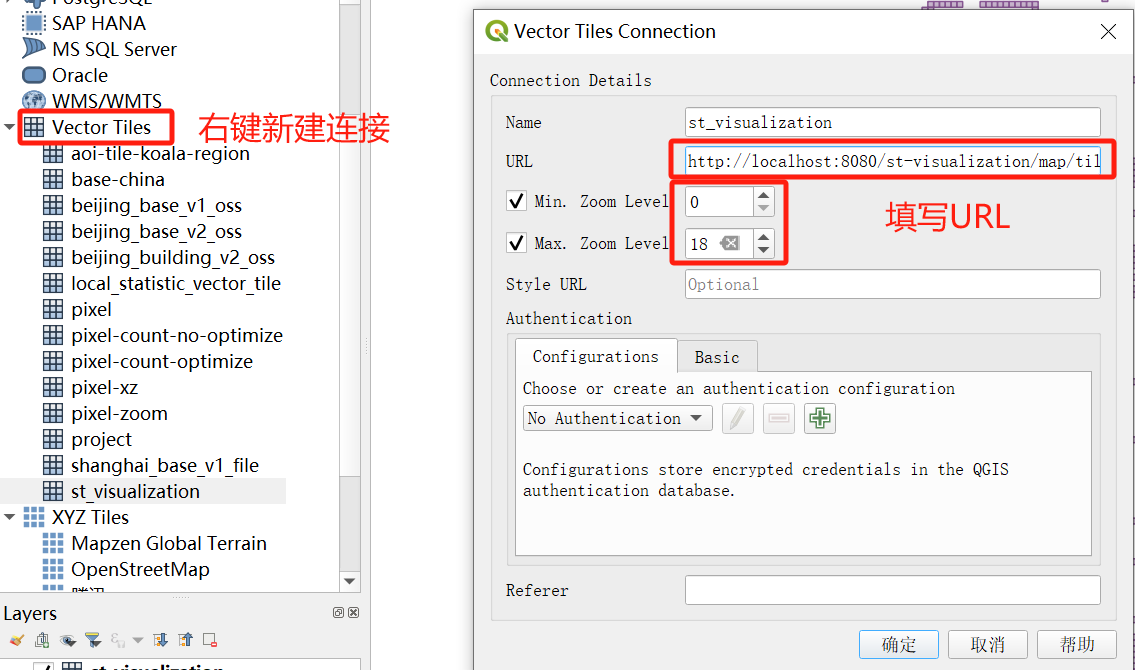 PostgreSQL
SAP HANA
MS SQL Server
Oracle
WMS/WMTS
Vector Tiles
右键新建连接
aoi-tile-koala-region
base-china
beijing_base_v1_oss
beijing_base_v2_oss
beijing_building_v2_oss
local_statistic_vector_tile
pixel
pixel-count-no-optimize
pixel-count-optimize
pixel-xz
pixel-zoom
project
shanghai_base_v1_file
st_visualization
XYZ Tiles
Mapzen Global Terrain
OpenStreetMap
腾讯
Layers
st_visualization
Vector Tiles Connection
Connection Details
Name
st_visualization
URL
http://localhost:8080/st-visualization/map/til
Min. Zoom Level
0
Max. Zoom Level
18
填写URL
Style URL
Optional
Authentication
Configurations
Basic
Choose or create an authentication configuration
No Authentication
Configurations store encrypted credentials in the QGIS
authentication database.
Referer
确定
取消
帮助